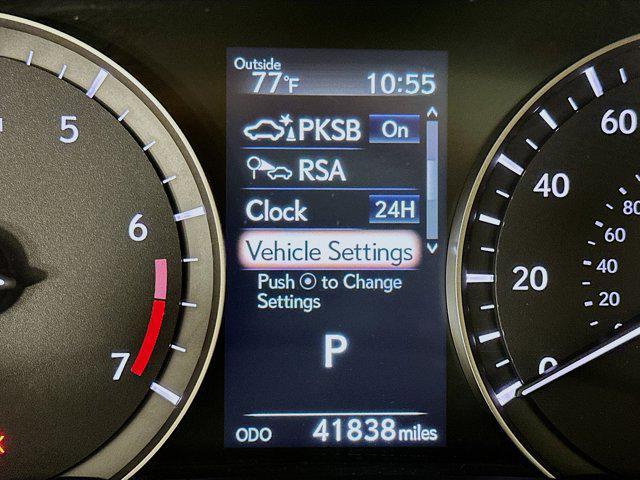 Outside
77°F 10:55
PKSB On
RSA
Clock 24H
Vehicle Settings
Push ⦿ to Change
Settings
P
ODO 41838 miles
5
6
7
60
40
20
0
80
60
40
20